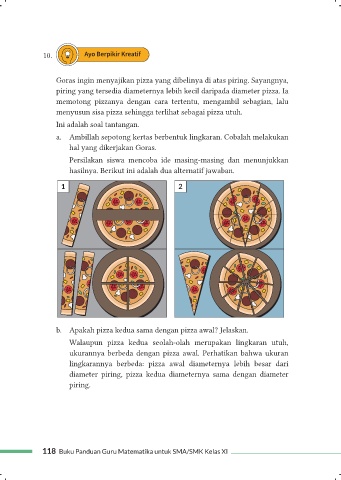 10. Ayo Berpikir Kreatif
Goras ingin menyajikan pizza yang dibelinya di atas piring. Sayangnya,
piring yang tersedia diameternya lebih kecil daripada diameter pizza. Ia
memotong pizzanya dengan cara tertentu, mengambil sebagian, lalu
menyusun sisa pizza sehingga terlihat sebagai pizza utuh.
Ini adalah soal tantangan.
a. Ambillah sepotong kertas berbentuk lingkaran. Cobalah melakukan
hal yang dikerjakan Goras.
Persilakan siswa mencoba ide masing-masing dan menunjukkan
hasilnya. Berikut ini adalah dua alternatif jawaban.
1 2
b. Apakah pizza kedua sama dengan pizza awal? Jelaskan.
Walaupun pizza kedua seolah-olah merupakan lingkaran utuh,
ukurannya berbeda dengan pizza awal. Perhatikan bahwa ukuran
lingkarannya berbeda: pizza awal diameternya lebih besar dari
diameter piring, pizza kedua diameternya sama dengan diameter
piring.
118 Buku Panduan Guru Matematika untuk SMA/SMK Kelas XI